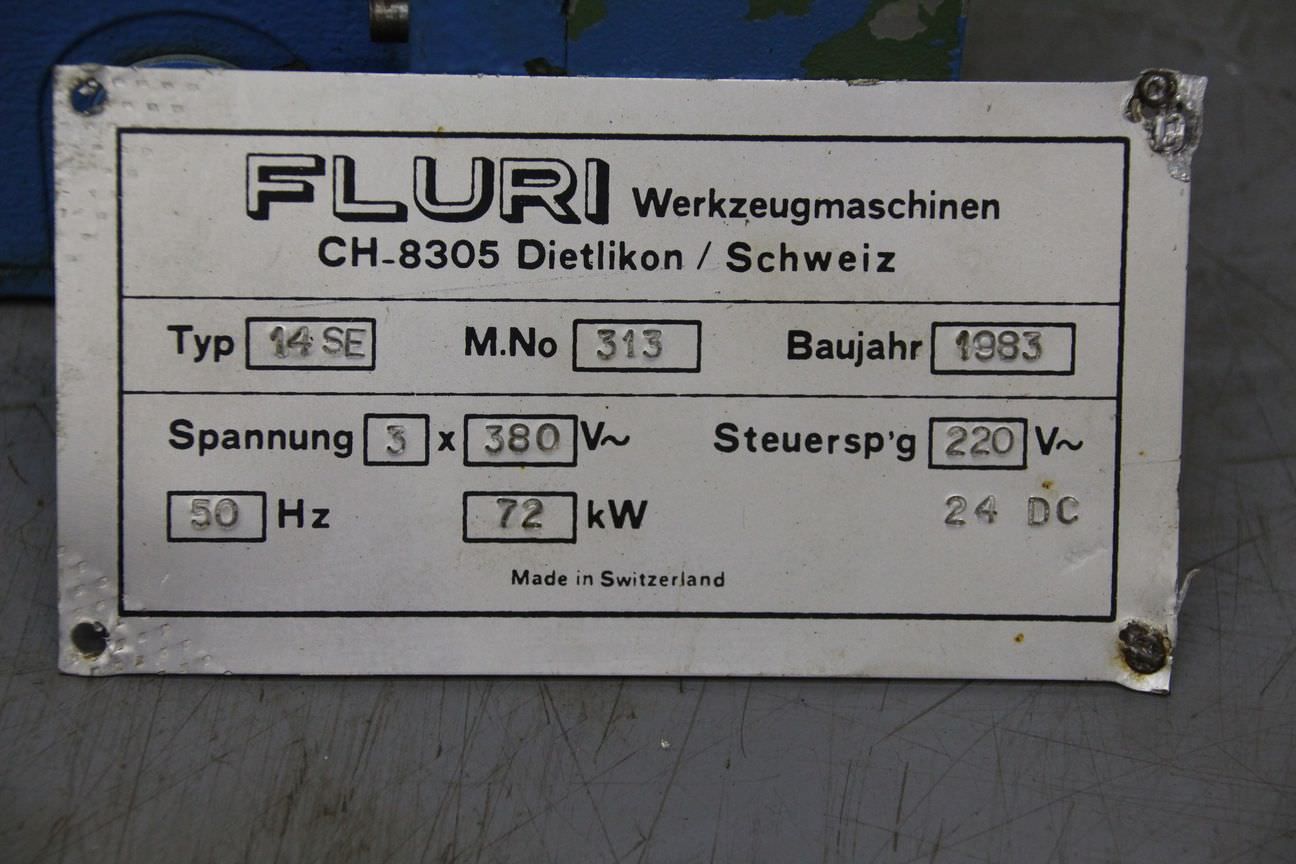 FLURI Werkzeugmaschinen
CH-8305 Dietlikon / Schweiz
Typ 14 SE M.No 313 Baujahr 1983
Spannung 3 x 380 V~ Steuersp'g 220 V~
50 Hz 72 kW 24 DC
Made in Switzerland